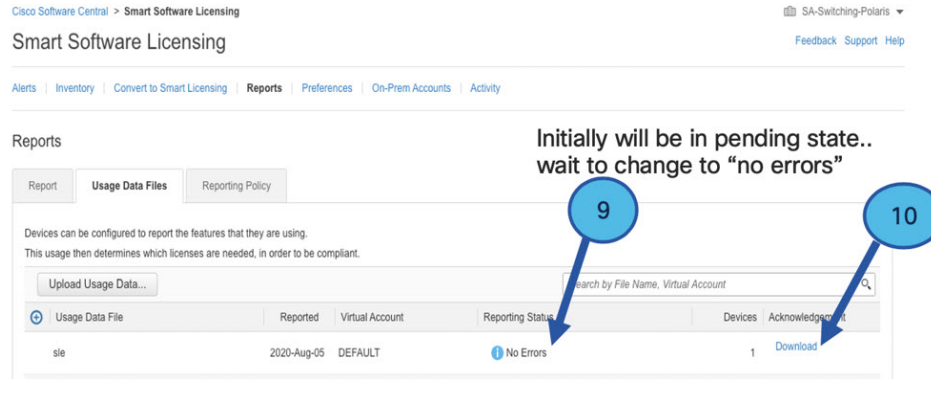 Cisco Software Central > Smart Software Licensing
SA-Switching-Polaris
Smart Software Licensing
Feedback Support Help
Alerts | Inventory | Convert to Smart Licensing | Reports | Preferences | On-Prem Accounts | Activity
Reports
Initially will be in pending state..
wait to change to “no errors”
Report Usage Data Files Reporting Policy
9
10
Devices can be configured to report the features that they are using.
This usage then determines which licenses are needed, in order to be compliant.
Upload Usage Data...
Search by File Name, Virtual Account
Usage Data File Reported Virtual Account Reporting Status Devices Acknowledgement
sle 2020-Aug-05 DEFAULT No Errors 1 Download